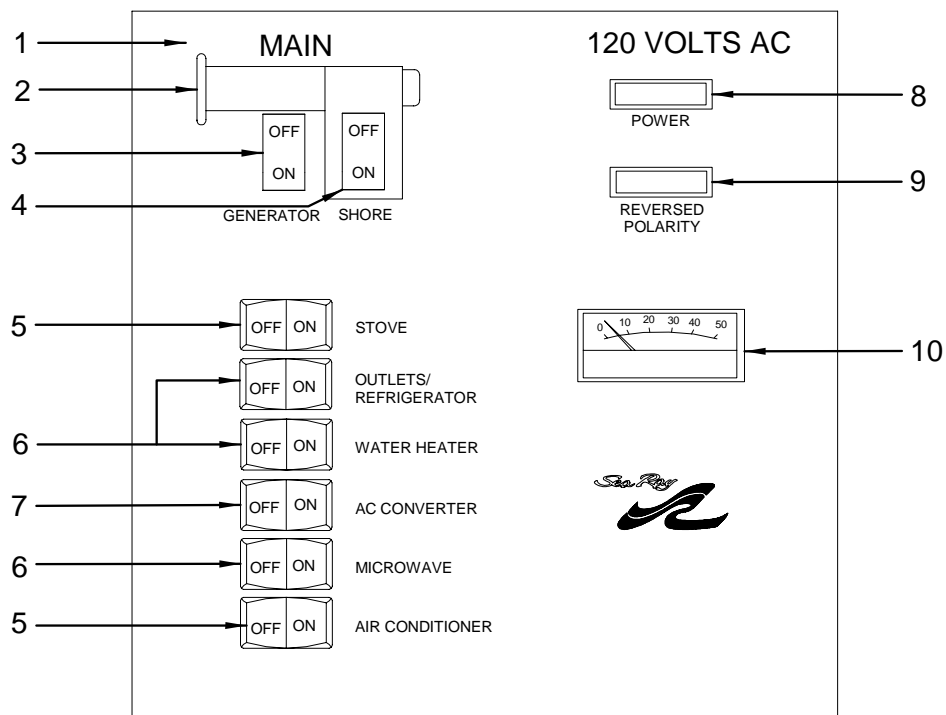 MAIN
120 VOLTS AC
1
2
3
4
OFF
ON
OFF
ON
GENERATOR
SHORE
8
POWER
9
REVERSED
POLARITY
5
OFF ON
STOVE
6
OFF ON
OUTLETS/
REFRIGERATOR
OFF ON
WATER HEATER
7
OFF ON
AC CONVERTER
6
OFF ON
MICROWAVE
5
OFF ON
AIR CONDITIONER
0 10 20 30 40 50
10
Sea Ray